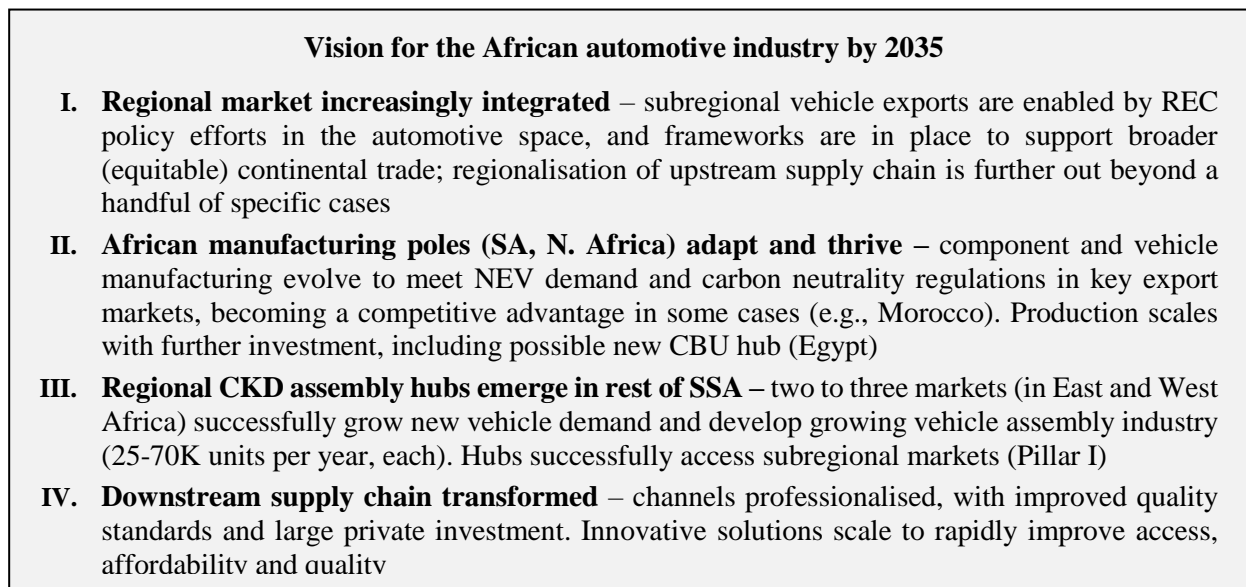 Vision for the African automotive industry by 2035
I. Regional market increasingly integrated – subregional vehicle exports are enabled by REC
policy efforts in the automotive space, and frameworks are in place to support broader
(equitable) continental trade; regionalisation of upstream supply chain is further out beyond a
handful of specific cases
II. African manufacturing poles (SA, N. Africa) adapt and thrive – component and vehicle
manufacturing evolve to meet NEV demand and carbon neutrality regulations in key export
markets, becoming a competitive advantage in some cases (e.g., Morocco). Production scales
with further investment, including possible new CBU hub (Egypt)
III. Regional CKD assembly hubs emerge in rest of SSA – two to three markets (in East and West
Africa) successfully grow new vehicle demand and develop growing vehicle assembly industry
(25-70K units per year, each). Hubs successfully access subregional markets (Pillar I)
IV. Downstream supply chain transformed – channels professionalised, with improved quality
standards and large private investment. Innovative solutions scale to rapidly improve access,
affordability and quality